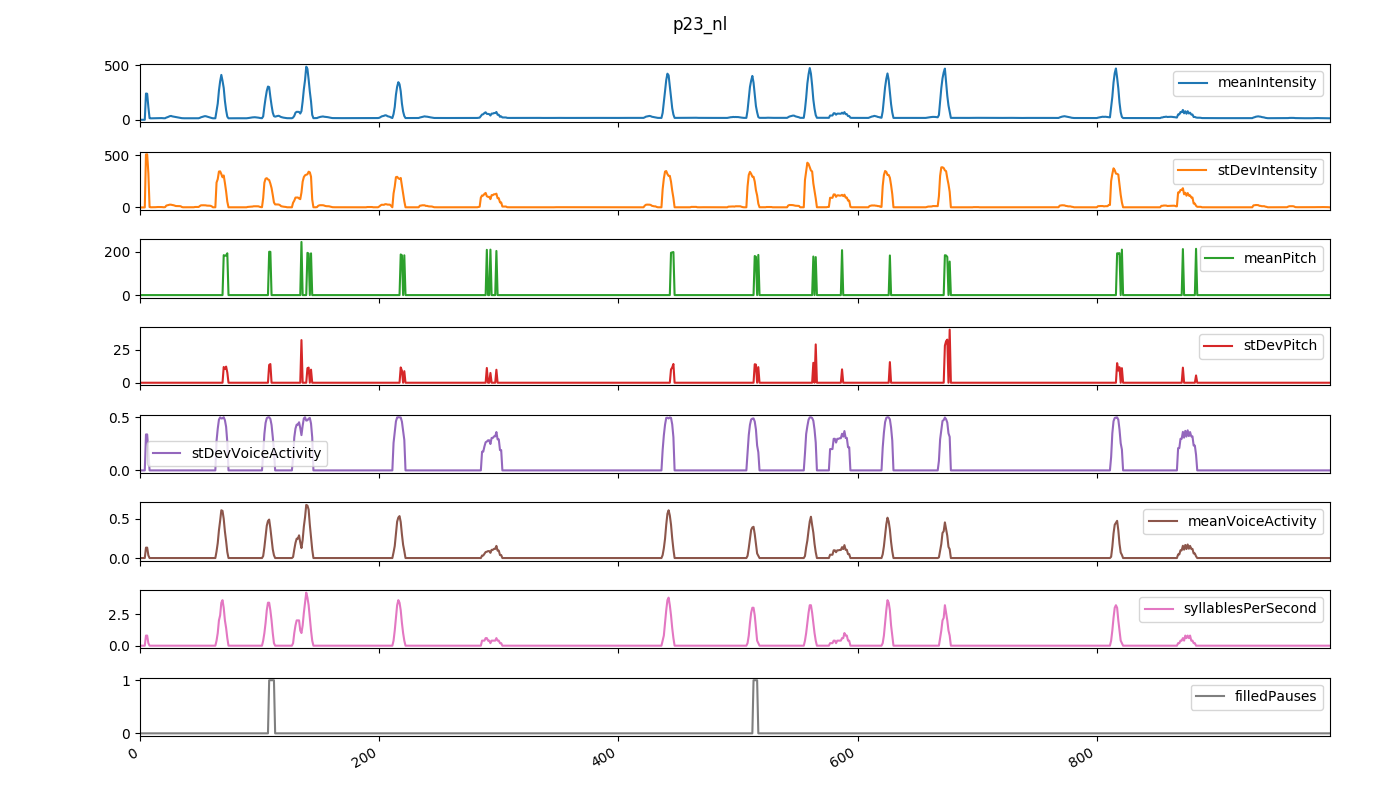 p23_nl
500
0
meanIntensity
500
0
stDevIntensity
200
0
meanPitch
25
0
stDevPitch
0.5
0.0
stDevVoiceActivity
0.5
0.0
meanVoiceActivity
2.5
0.0
syllablesPerSecond
1
0
filledPauses
0 200 400 600 800